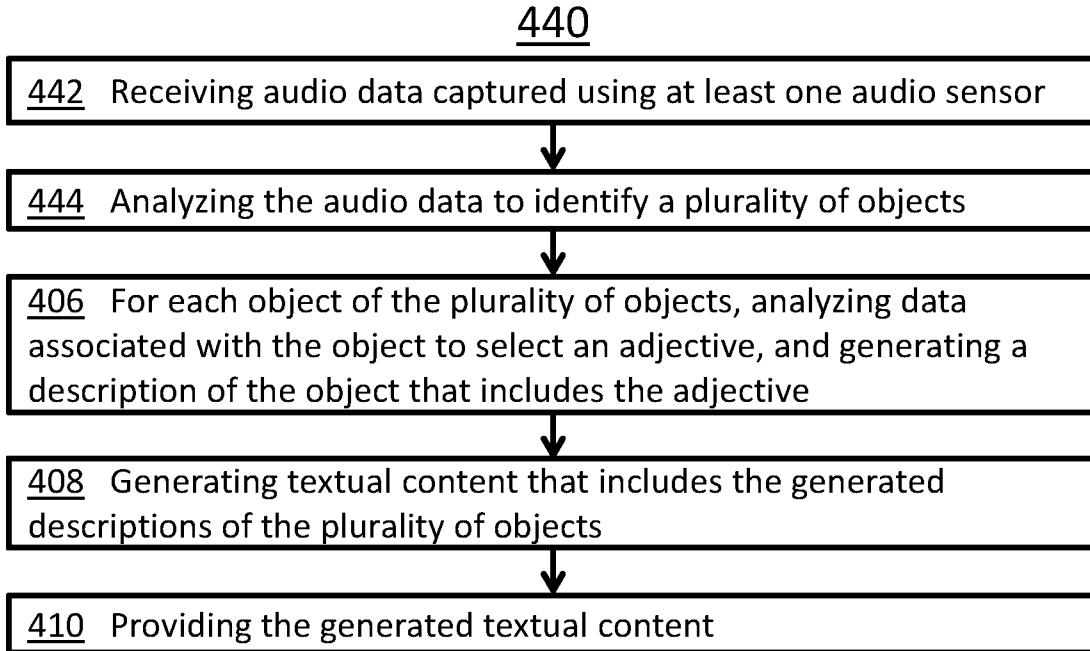 440
442 Receiving audio data captured using at least one audio sensor
444 Analyzing the audio data to identify a plurality of objects
406 For each object of the plurality of objects, analyzing data
associated with the object to select an adjective, and generating a
description of the object that includes the adjective
408 Generating textual content that includes the generated
descriptions of the plurality of objects
410 Providing the generated textual content